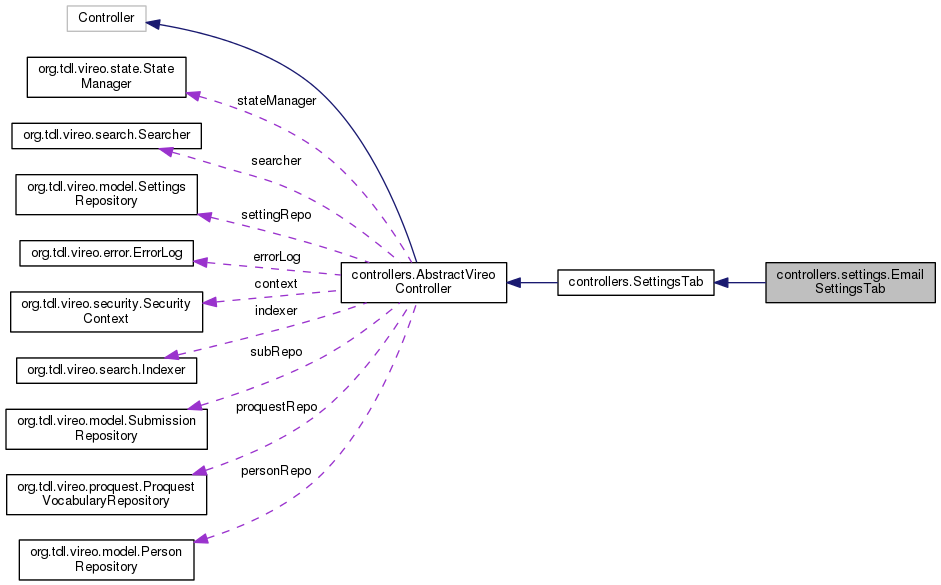 Controller
org.tdl.vireo.state.State
Manager
stateManager
org.tdl.vireo.search.Searcher
searcher
org.tdl.vireo.model.Settings
Repository
settingRepo
org.tdl.vireo.error.ErrorLog
errorLog
context
org.tdl.vireo.security.Security
Context
indexer
org.tdl.vireo.search.Indexer
subRepo
org.tdl.vireo.model.Submission
Repository
proquestRepo
org.tdl.vireo.proquest.Proquest
VocabularyRepository
personRepo
org.tdl.vireo.model.Person
Repository
controllers.AbstractVireo
Controller
controllers.SettingsTab
controllers.settings.Email
SettingsTab